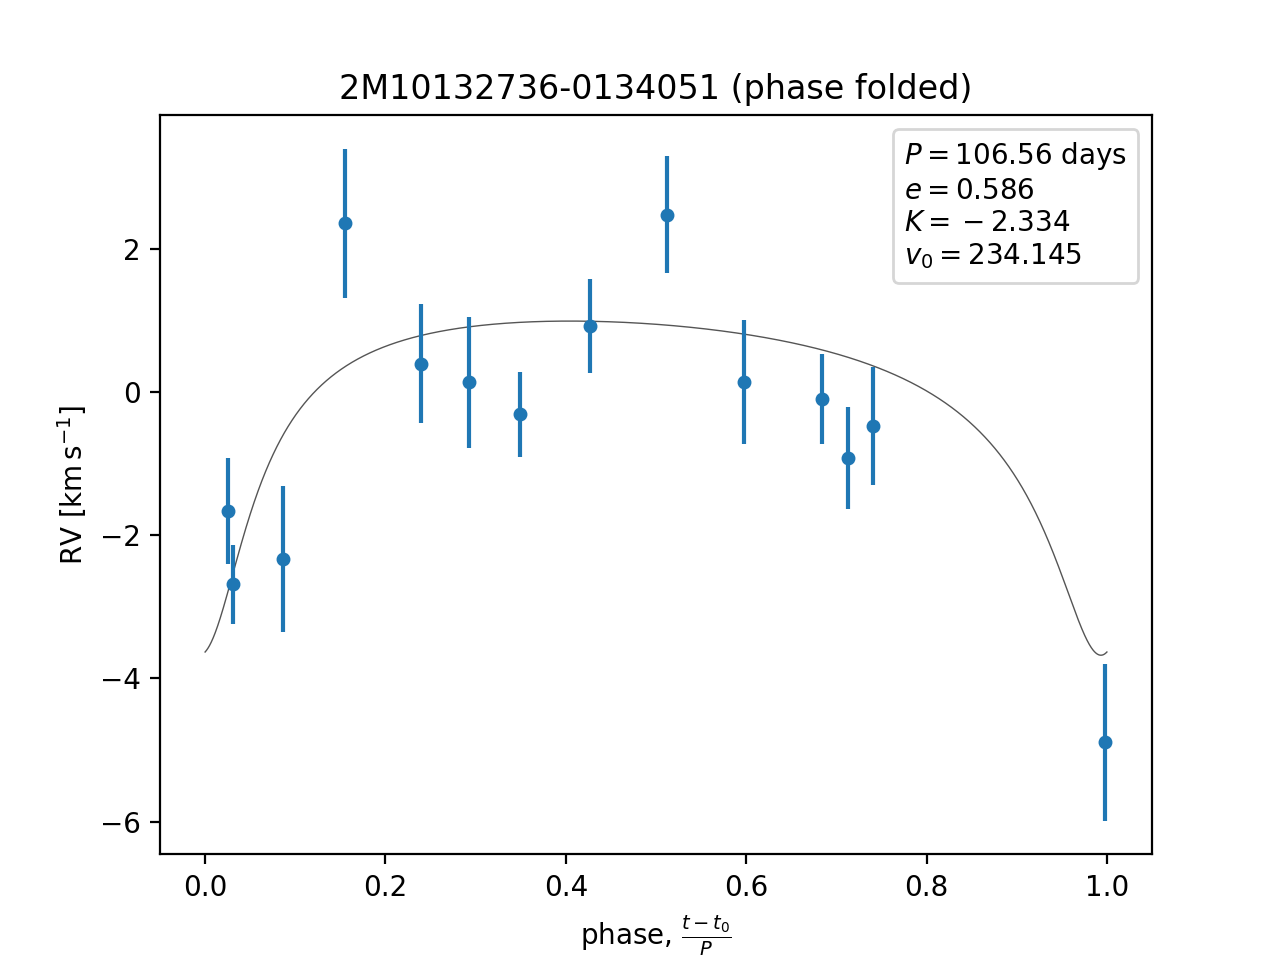 2M10132736-0134051 (phase folded)
P = 106.56 days
e = 0.586
K = −2.334
v₀ = 234.145
RV [km s⁻¹]
2
0
−2
−4
−6
0.0 0.2 0.4 0.6 0.8 1.0
phase, (t − t₀)/P